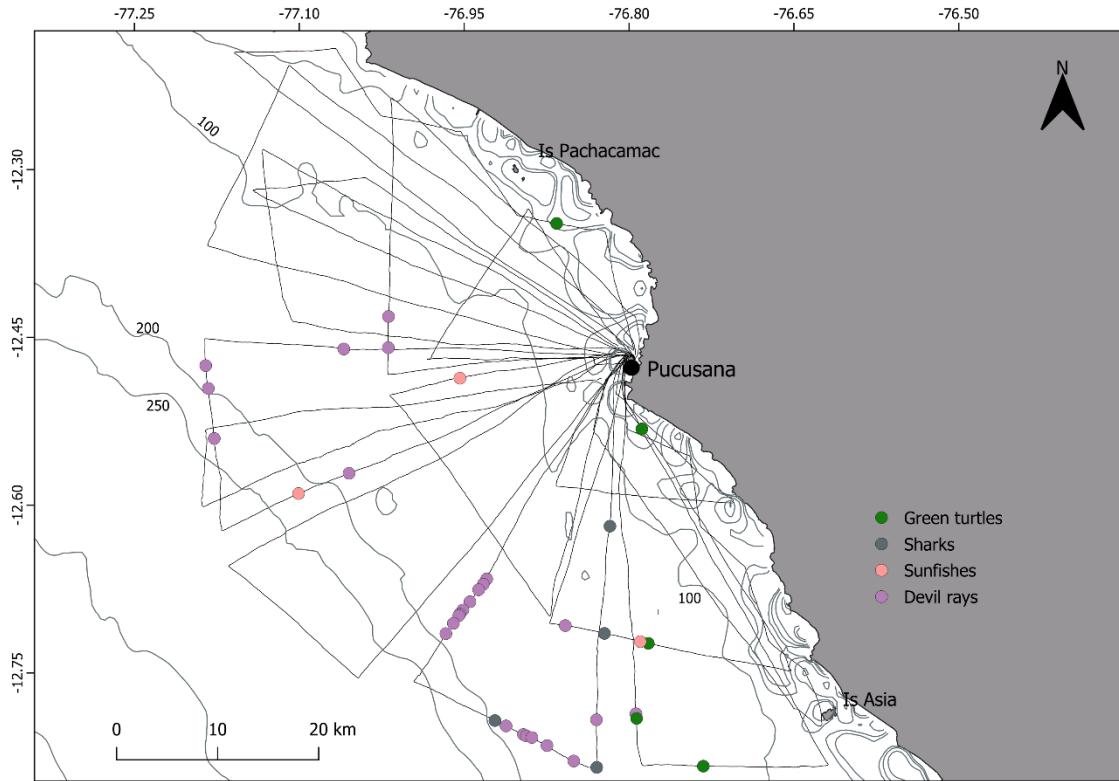 -77.25 -77.10 -76.95 -76.80 -76.65 -76.50
N
100
Is Pachacamac
-12.30
200
-12.45
Pucusana
250
-12.60
Green turtles
Sharks
Sunfishes
Devil rays
100
-12.75
Is Asia
0 10 20 km